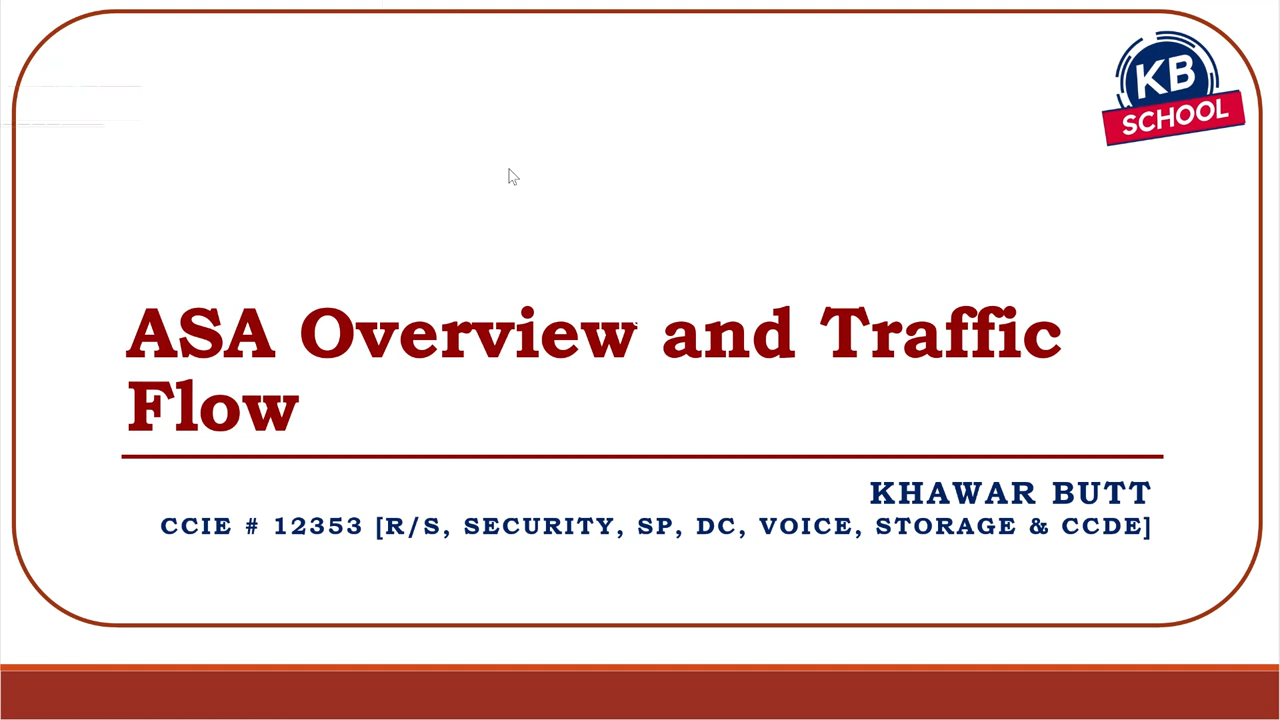 KB
SCHOOL
ASA Overview and Traffic
Flow
KHAWAR BUTT
CCIE # 12353 [R/S, SECURITY, SP, DC, VOICE, STORAGE & CCDE]